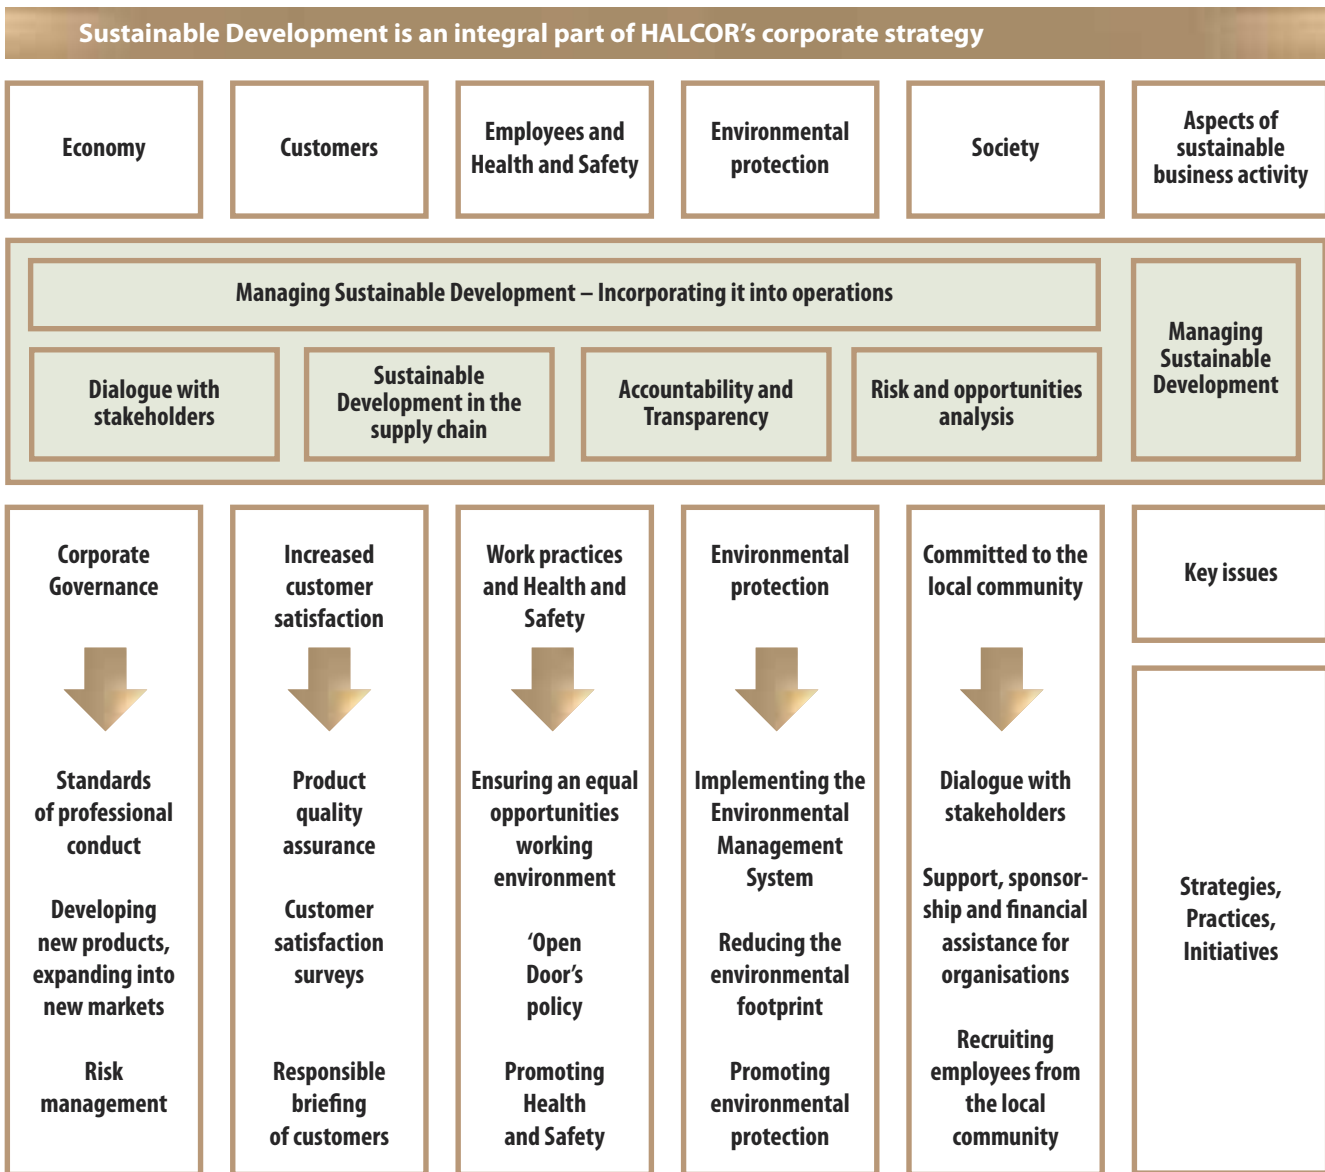 Sustainable Development is an integral part of HALCOR’s corporate strategy
Economy
Customers
Employees and
Health and Safety
Environmental
protection
Society
Aspects of
sustainable
business activity
Managing Sustainable Development – Incorporating it into operations
Dialogue with
stakeholders
Sustainable
Development in the
supply chain
Accountability and
Transparency
Risk and opportunities
analysis
Managing
Sustainable
Development
Corporate
Governance
Standards
of professional
conduct
Developing
new products,
expanding into
new markets
Risk
management
Increased
customer
satisfaction
Product
quality
assurance
Customer
satisfaction
surveys
Responsible
briefing
of customers
Work practices
and Health and
Safety
Ensuring an equal
opportunities
working
environment
‘Open
Door’s
policy
Promoting
Health
and Safety
Environmental
protection
Implementing the
Environmental
Management
System
Reducing the
environmental
footprint
Promoting
environmental
protection
Committed to the
local community
Dialogue with
stakeholders
Support, sponsor-
ship and financial
assistance for
organisations
Recruiting
employees from
the local
community
Key issues
Strategies,
Practices,
Initiatives